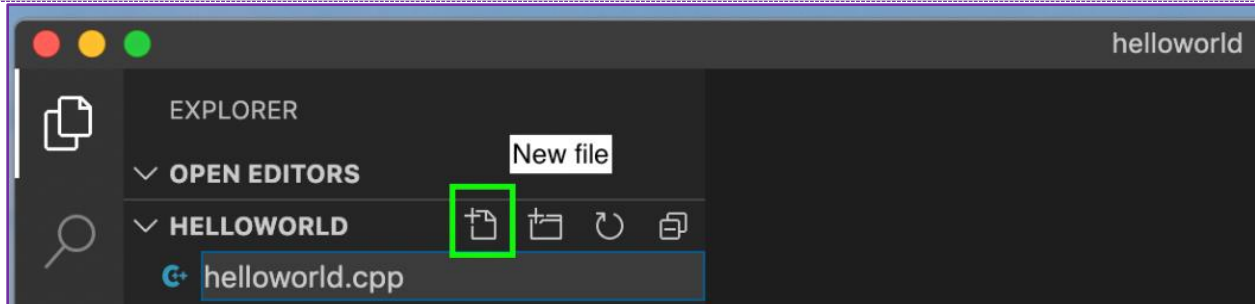 helloworld
EXPLORER
New file
OPEN EDITORS
HELLOWORLD
helloworld.cpp